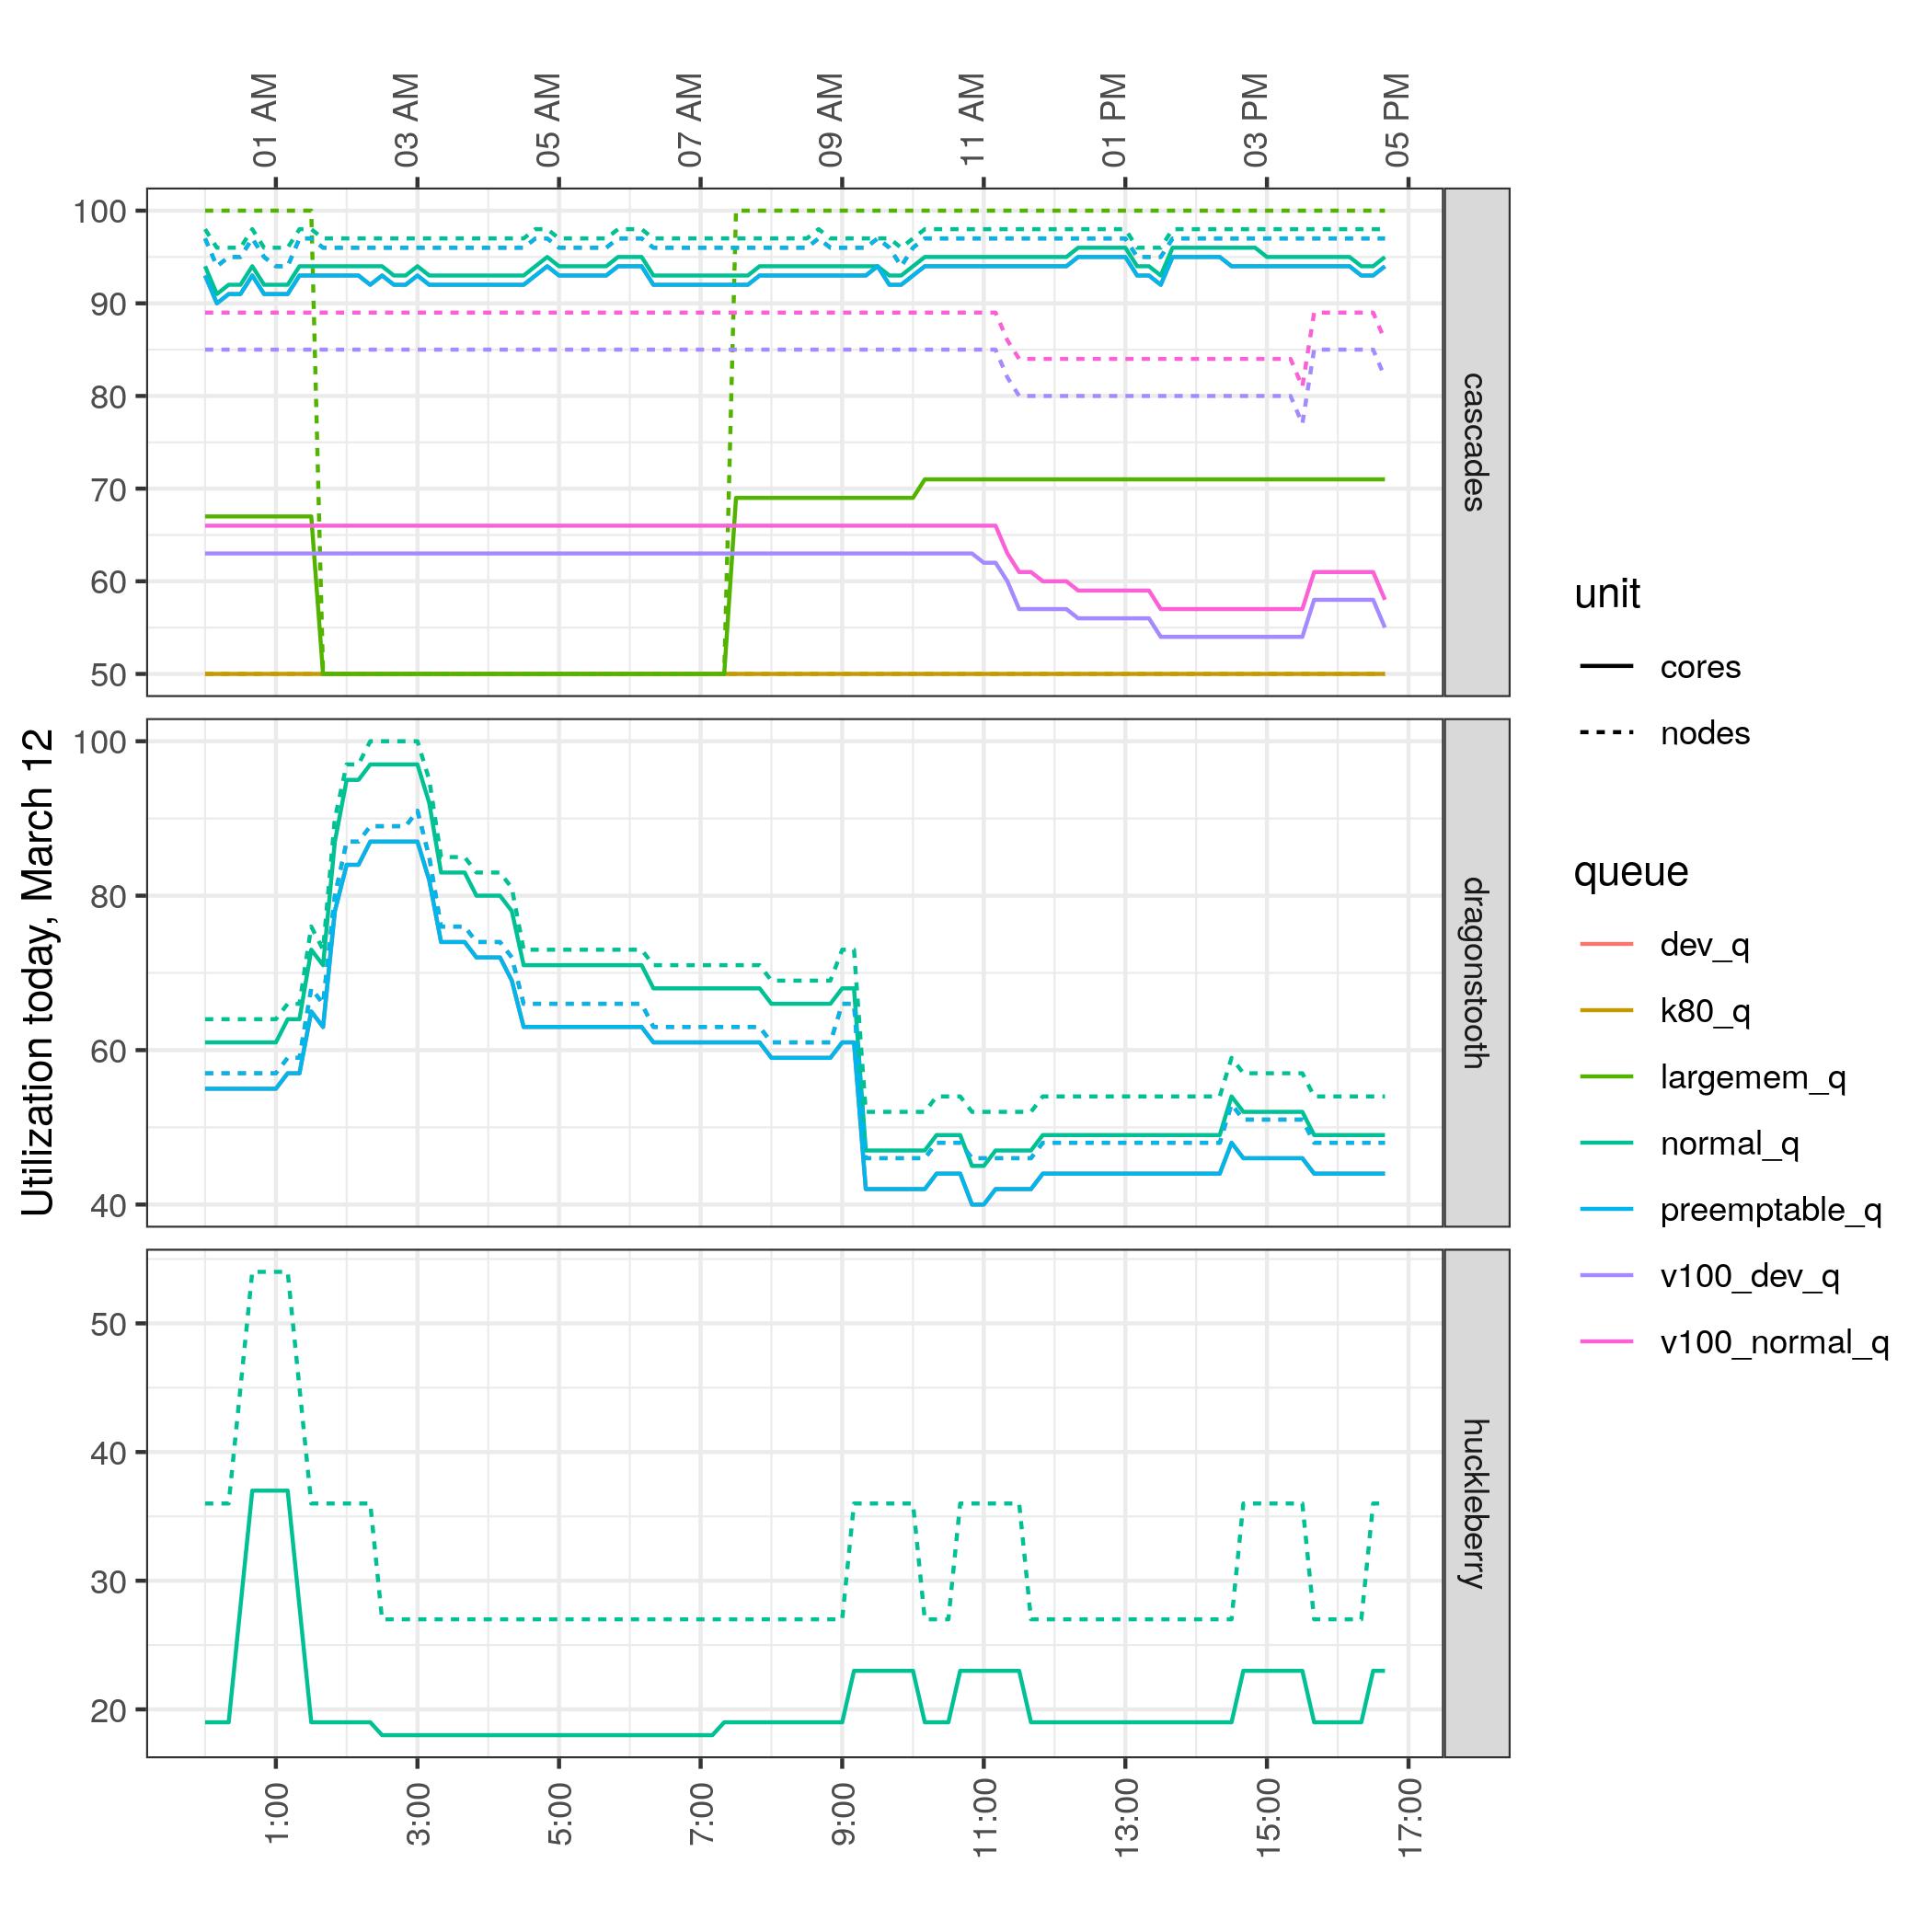 01 AM
03 AM
05 AM
07 AM
09 AM
11 AM
01 PM
03 PM
05 PM
Utilization today, March 12
100
90
80
70
60
50
cascades
100
80
60
40
dragonstooth
50
40
30
20
huckleberry
1:00
3:00
5:00
7:00
9:00
11:00
13:00
15:00
17:00
unit
cores
nodes
queue
dev_q
k80_q
largemem_q
normal_q
preemptable_q
v100_dev_q
v100_normal_q